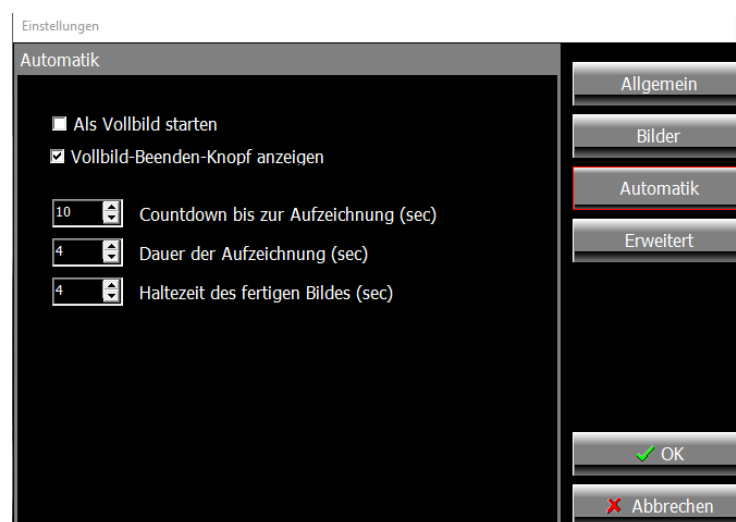 Einstellungen
Automatik
Als Vollbild starten
Vollbild-Beenden-Knopf anzeigen
10 Countdown bis zur Aufzeichnung (sec)
4 Dauer der Aufzeichnung (sec)
4 Haltezeit des fertigen Bildes (sec)
Allgemein
Bilder
Automatik
Erweitert
OK
Abbrechen